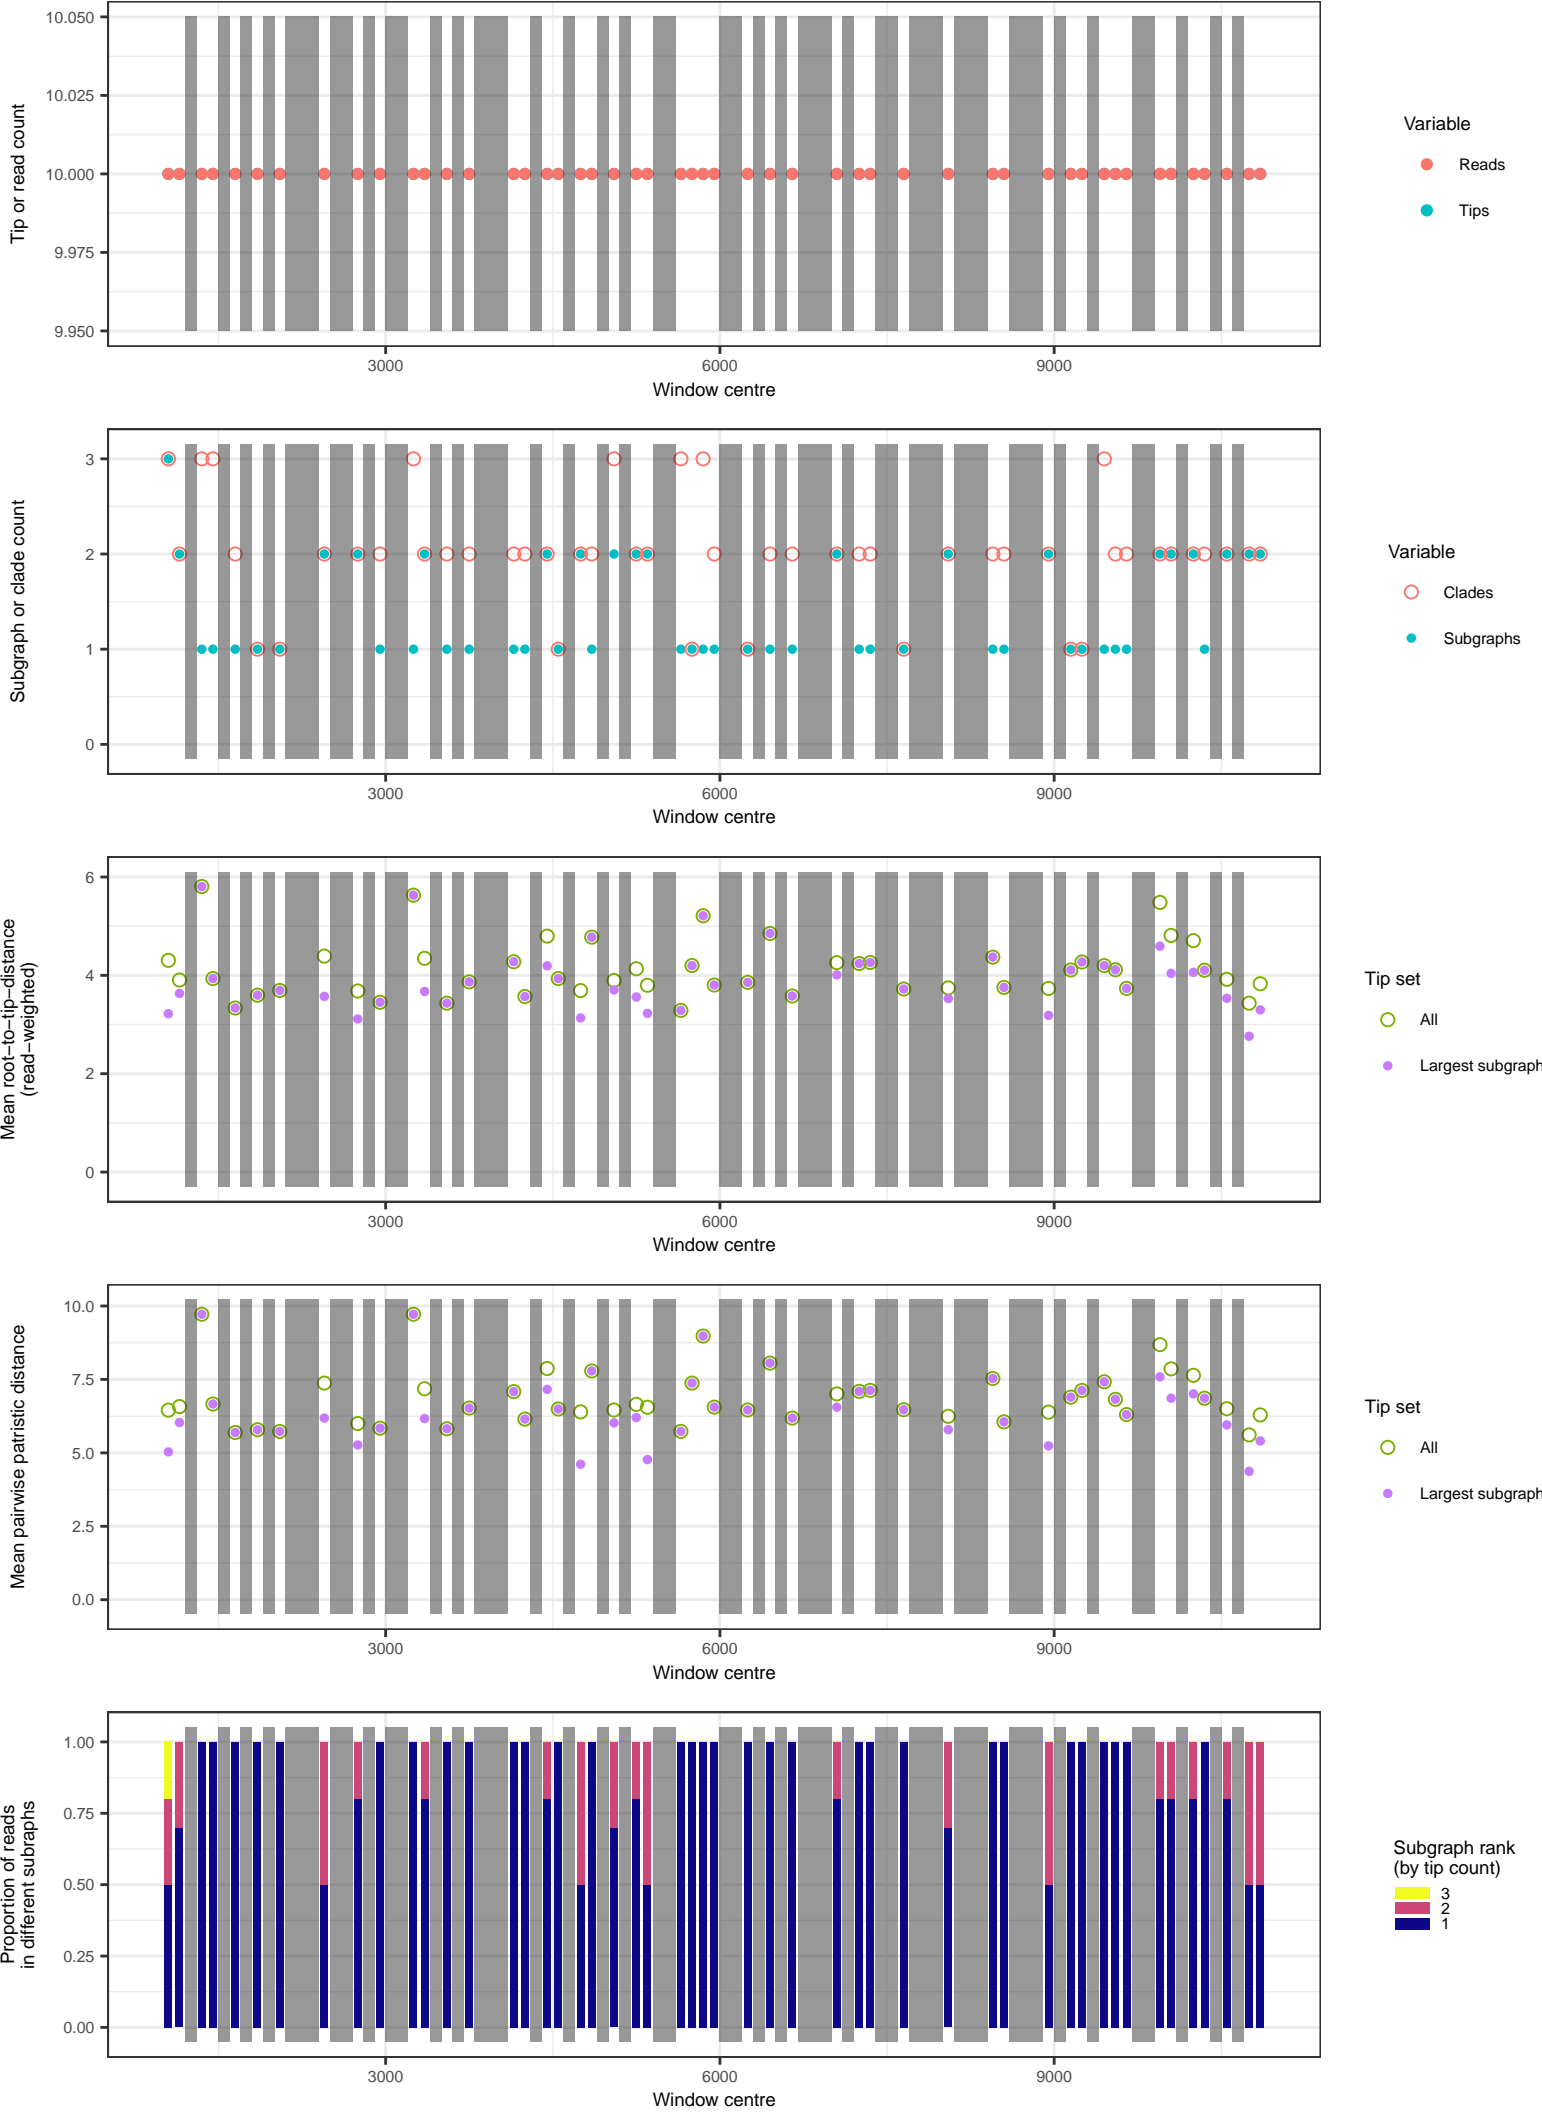 10.050
10.025
10.000
9.975
9.950
Tip or read count
3000
6000
9000
Window centre
Variable
Reads
Tips
3
2
1
0
Subgraph or clade count
3000
6000
9000
Window centre
Variable
Clades
Subgraphs
6
4
2
0
Mean root−to−tip−distance
(read−weighted)
3000
6000
9000
Window centre
Tip set
All
Largest subgraph
10.0
7.5
5.0
2.5
0.0
Mean pairwise patristic distance
3000
6000
9000
Window centre
Tip set
All
Largest subgraph
1.00
0.75
0.50
0.25
0.00
Proportion of reads
in different subraphs
3000
6000
9000
Window centre
Subgraph rank
(by tip count)
3
2
1